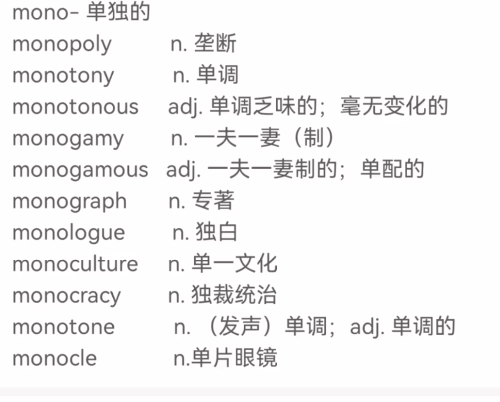 mono- 单独的
monopoly n. 垄断
monotony n. 单调
monotonous adj. 单调乏味的；毫无变化的
monogamy n. 一夫一妻（制）
monogamous adj. 一夫一妻制的；单配的
monograph n. 专著
monologue n. 独白
monoculture n. 单一文化
monocracy n. 独裁统治
monotone n. （发声）单调；adj. 单调的
monocle n.单片眼镜